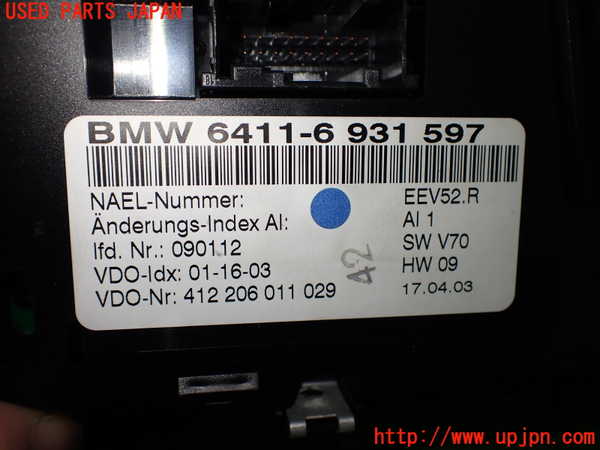 USED PARTS JAPAN
BMW 6411-6 931 597
NAEL-Nummer: EEV52.R
Änderungs-Index AI: AI 1
lfd. Nr.: 090112 SW V70
VDO-Idx: 01-16-03 HW 09
VDO-Nr: 412 206 011 029 17.04.03
42
http://www.upjpn.com/